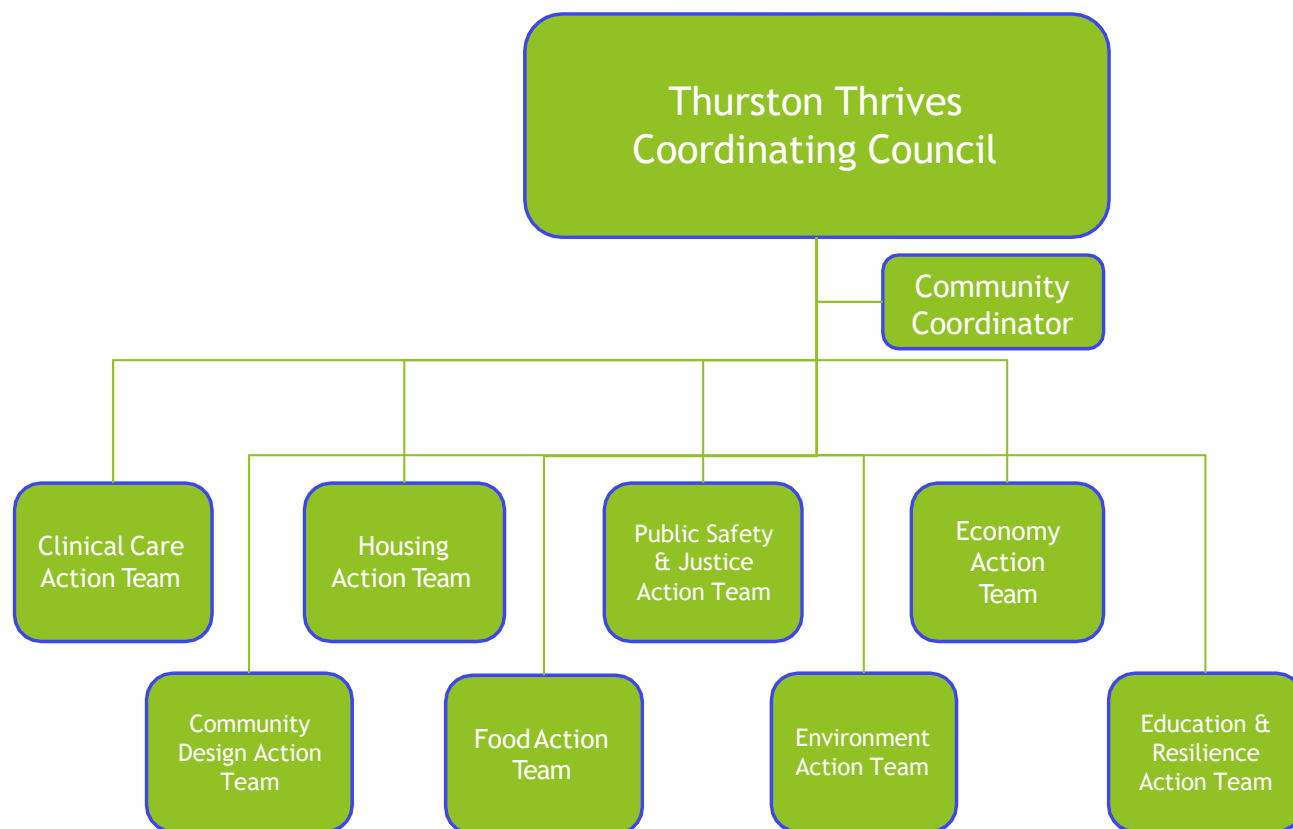 Thurston Thrives
Coordinating Council
Community
Coordinator
Clinical Care
Action Team
Housing
Action Team
Public Safety
& Justice
Action Team
Economy
Action
Team
Community
Design Action
Team
Food Action
Team
Environment
Action Team
Education &
Resilience
Action Team